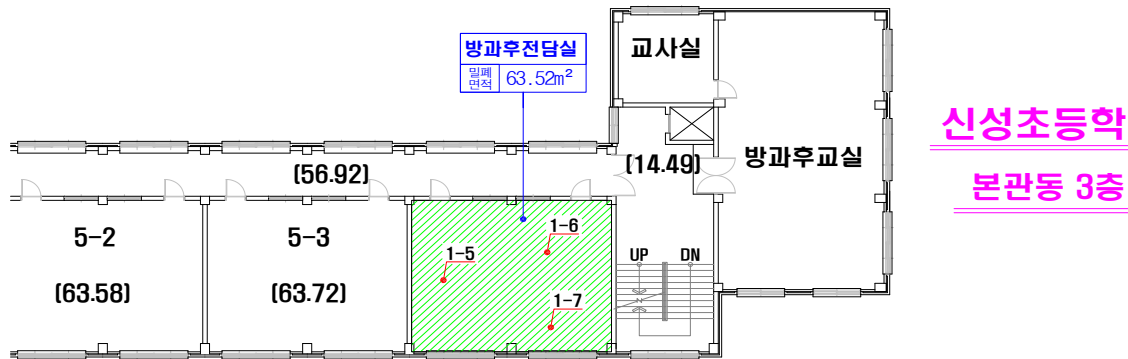 방과후전담실
밀폐
면적
63.52m²
교사실
방과후교실
신성초등학
본관동 3층
(56.92)
(14.49)
5-2
(63.58)
5-3
(63.72)
1-5
1-6
1-7
UP
DN